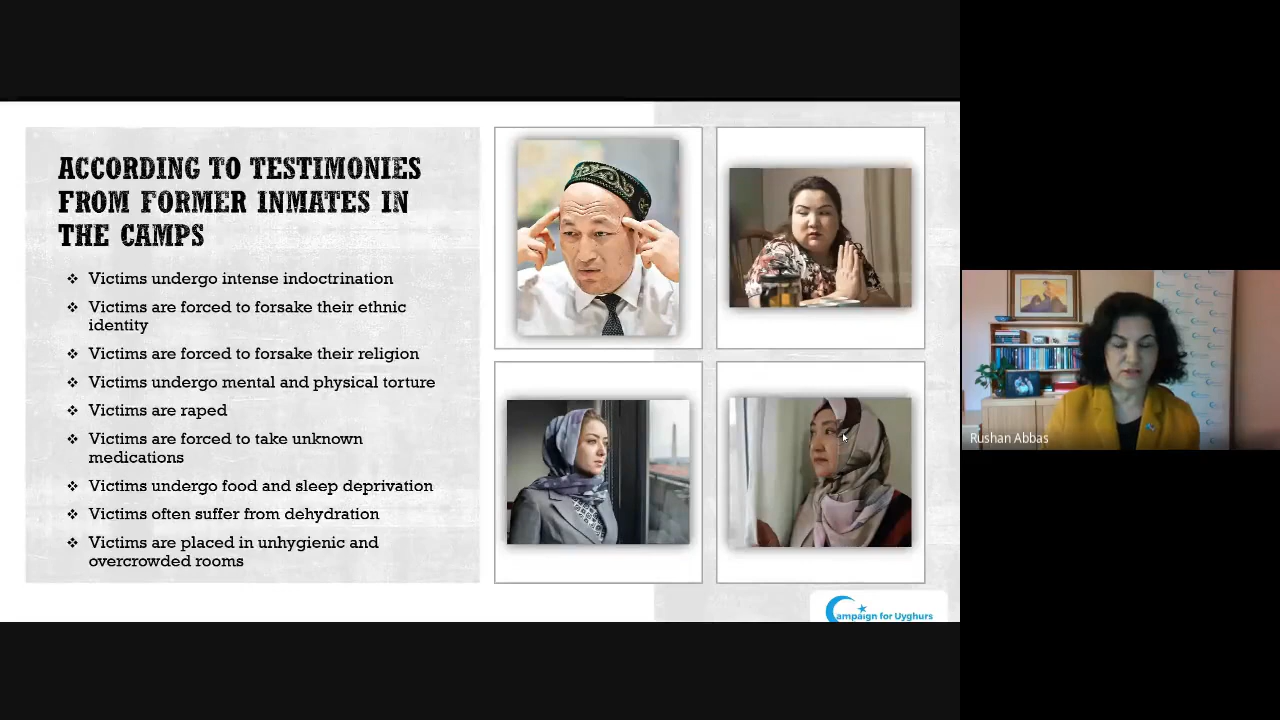 ACCORDING TO TESTIMONIES
FROM FORMER INMATES IN
THE CAMPS
❖ Victims undergo intense indoctrination
❖ Victims are forced to forsake their ethnic
identity
❖ Victims are forced to forsake their religion
❖ Victims undergo mental and physical torture
❖ Victims are raped
❖ Victims are forced to take unknown
medications
❖ Victims undergo food and sleep deprivation
❖ Victims often suffer from dehydration
❖ Victims are placed in unhygienic and
overcrowded rooms
Campaign for Uyghurs
Rushan Abbas